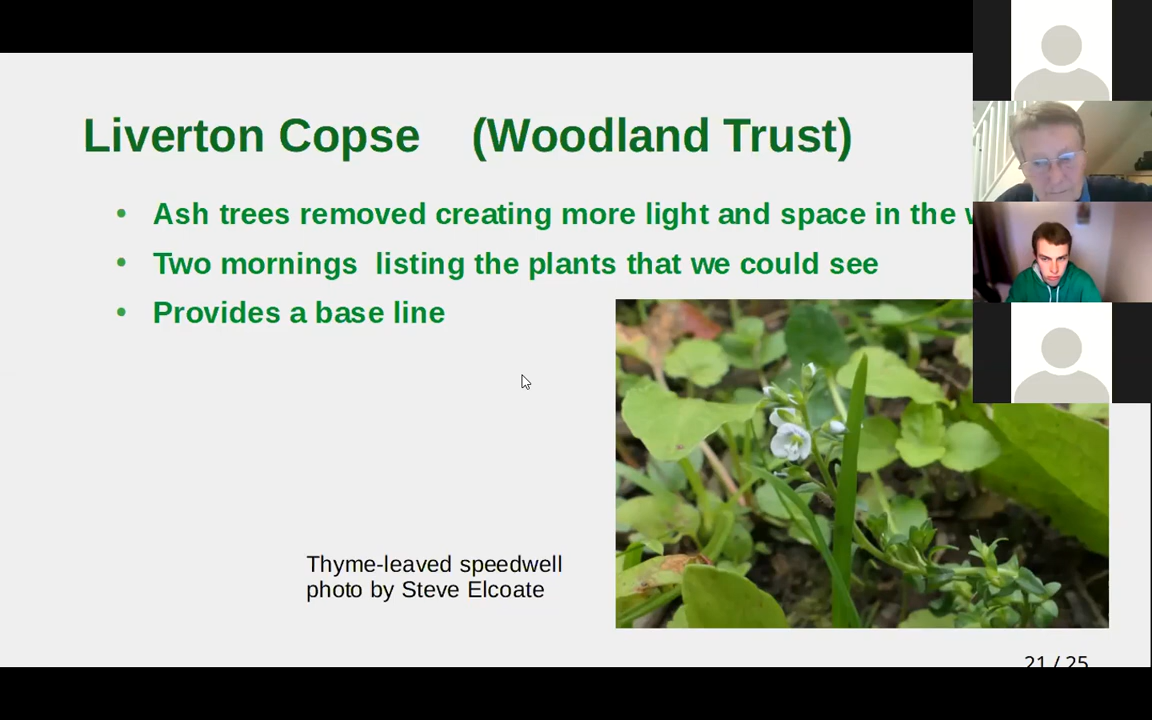 Liverton Copse (Woodland Trust)
• Ash trees removed creating more light and space in the
• Two mornings listing the plants that we could see
• Provides a base line
Thyme-leaved speedwell
photo by Steve Elcoate
21 / 25